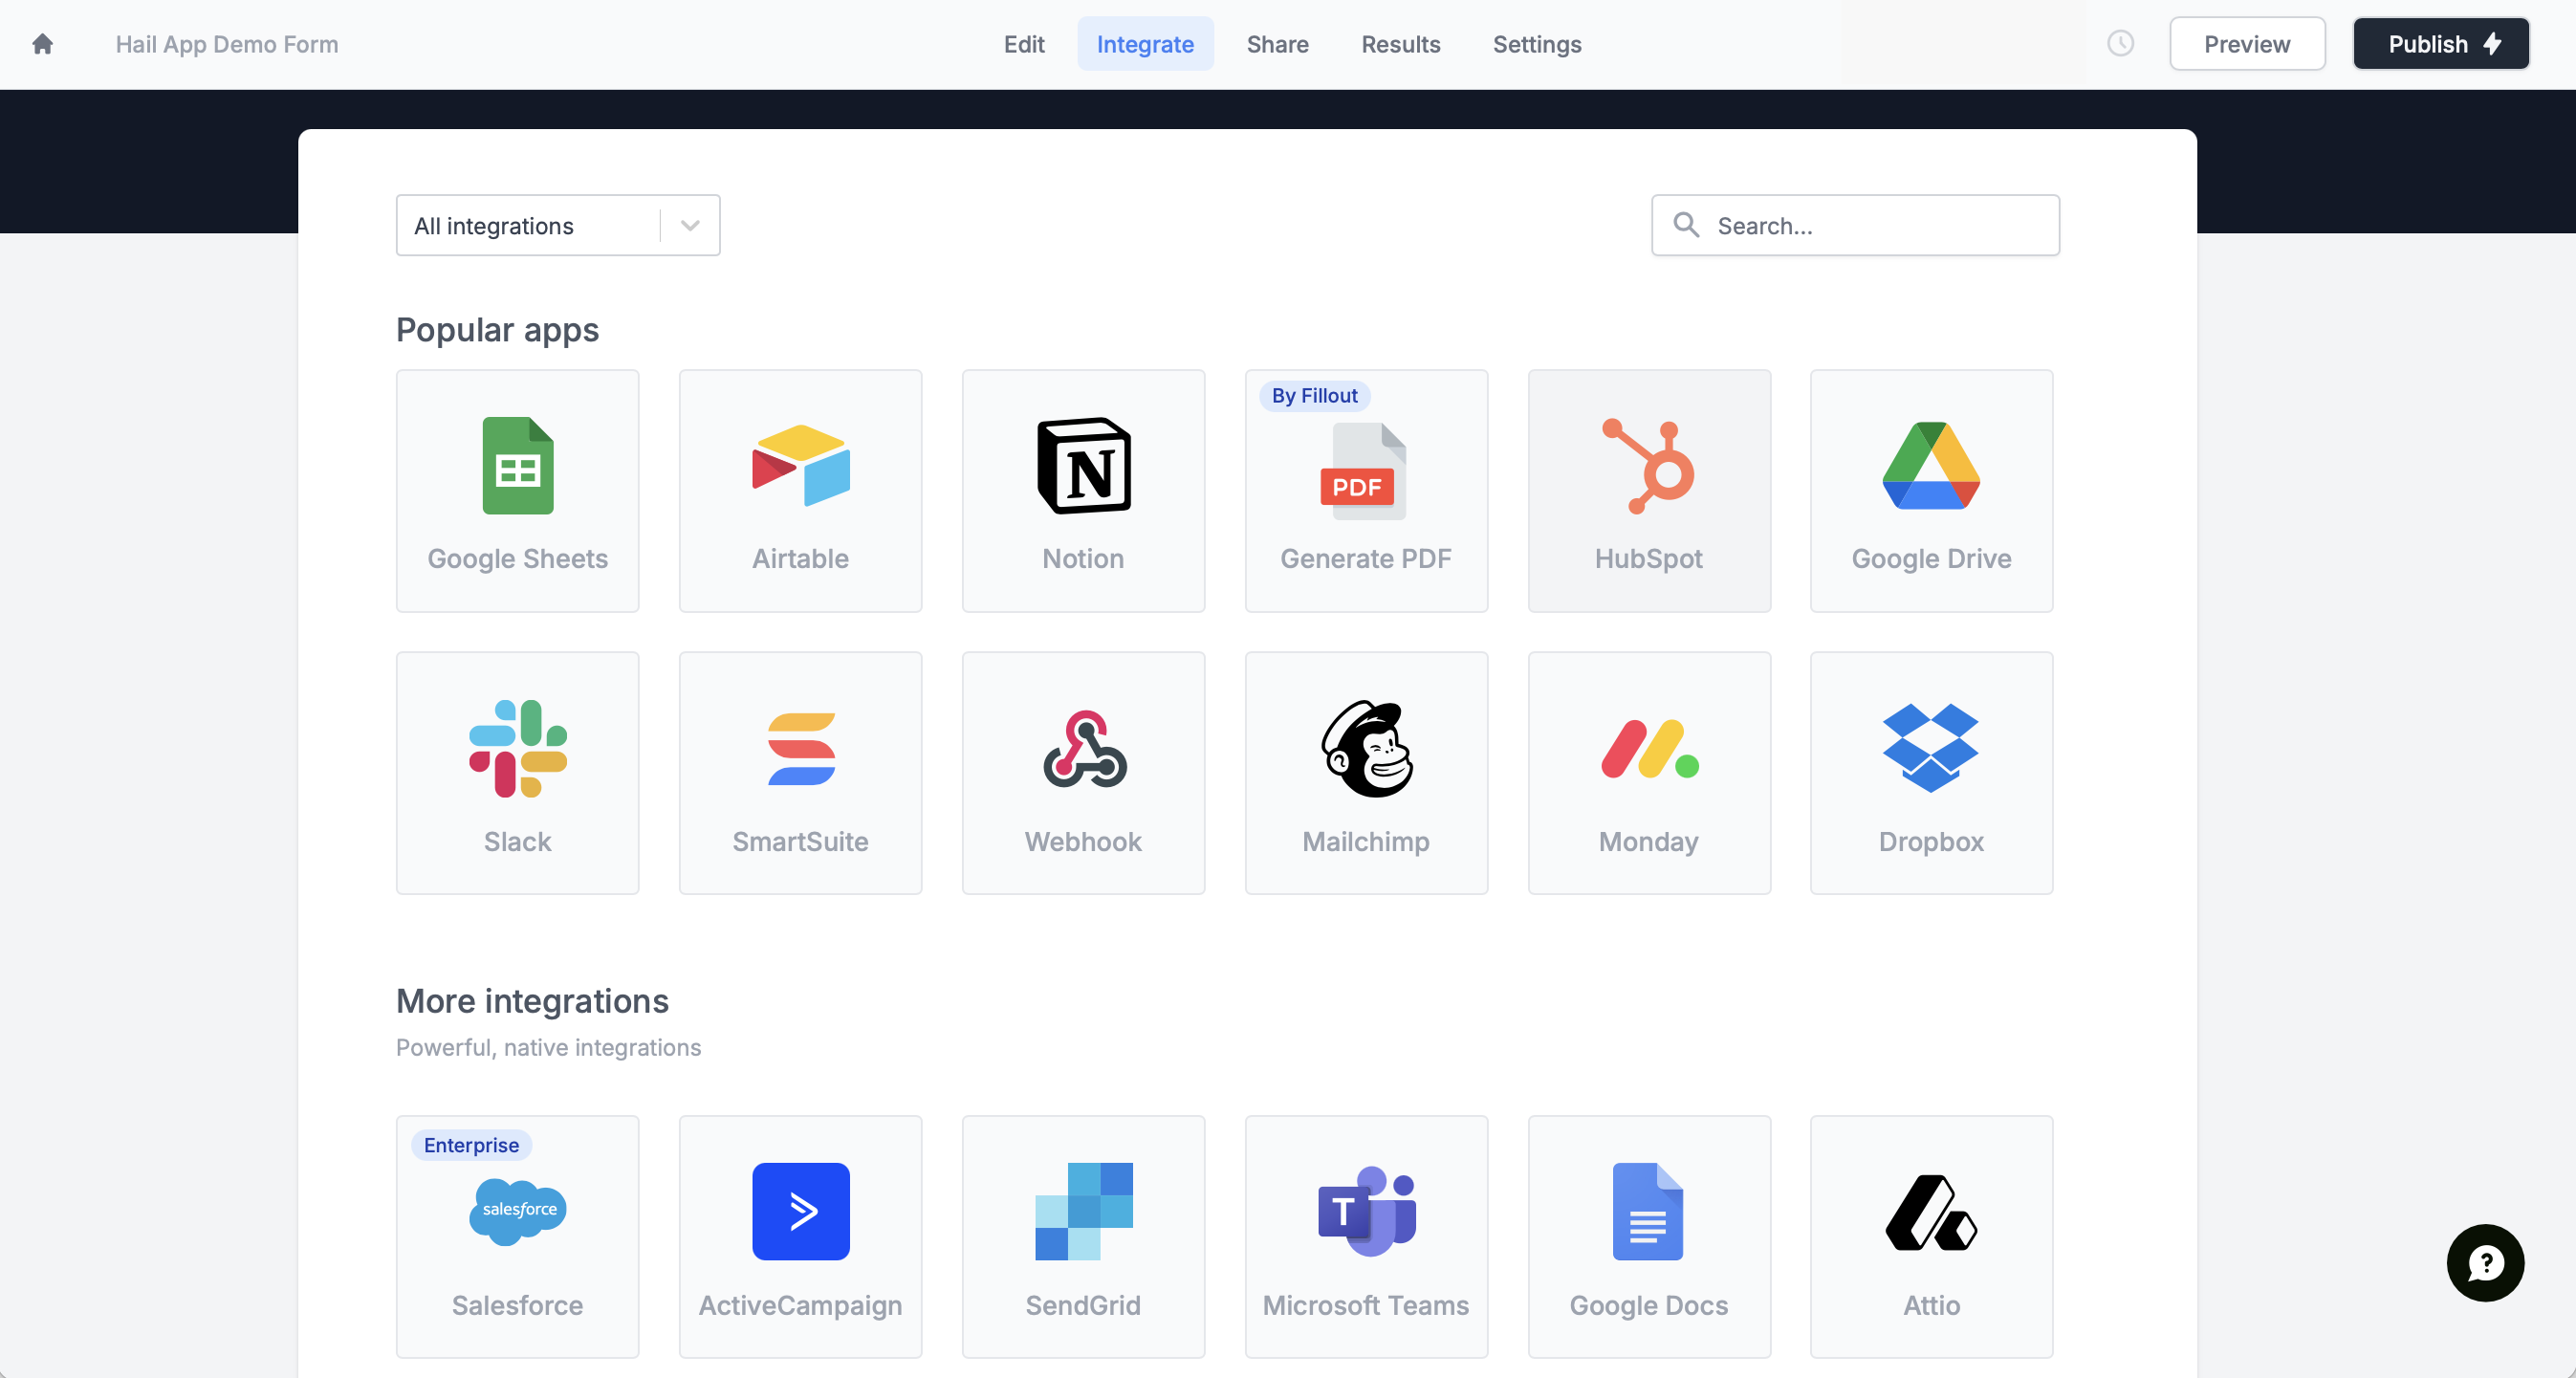 Hail App Demo Form
Edit Integrate Share Results Settings
Preview Publish
All integrations
Search...
Popular apps
By Fillout
PDF
Google Sheets Airtable Notion Generate PDF HubSpot Google Drive
Slack SmartSuite Webhook Mailchimp Monday Dropbox
More integrations
Powerful, native integrations
Enterprise
salesforce T
Salesforce ActiveCampaign SendGrid Microsoft Teams Google Docs Attio